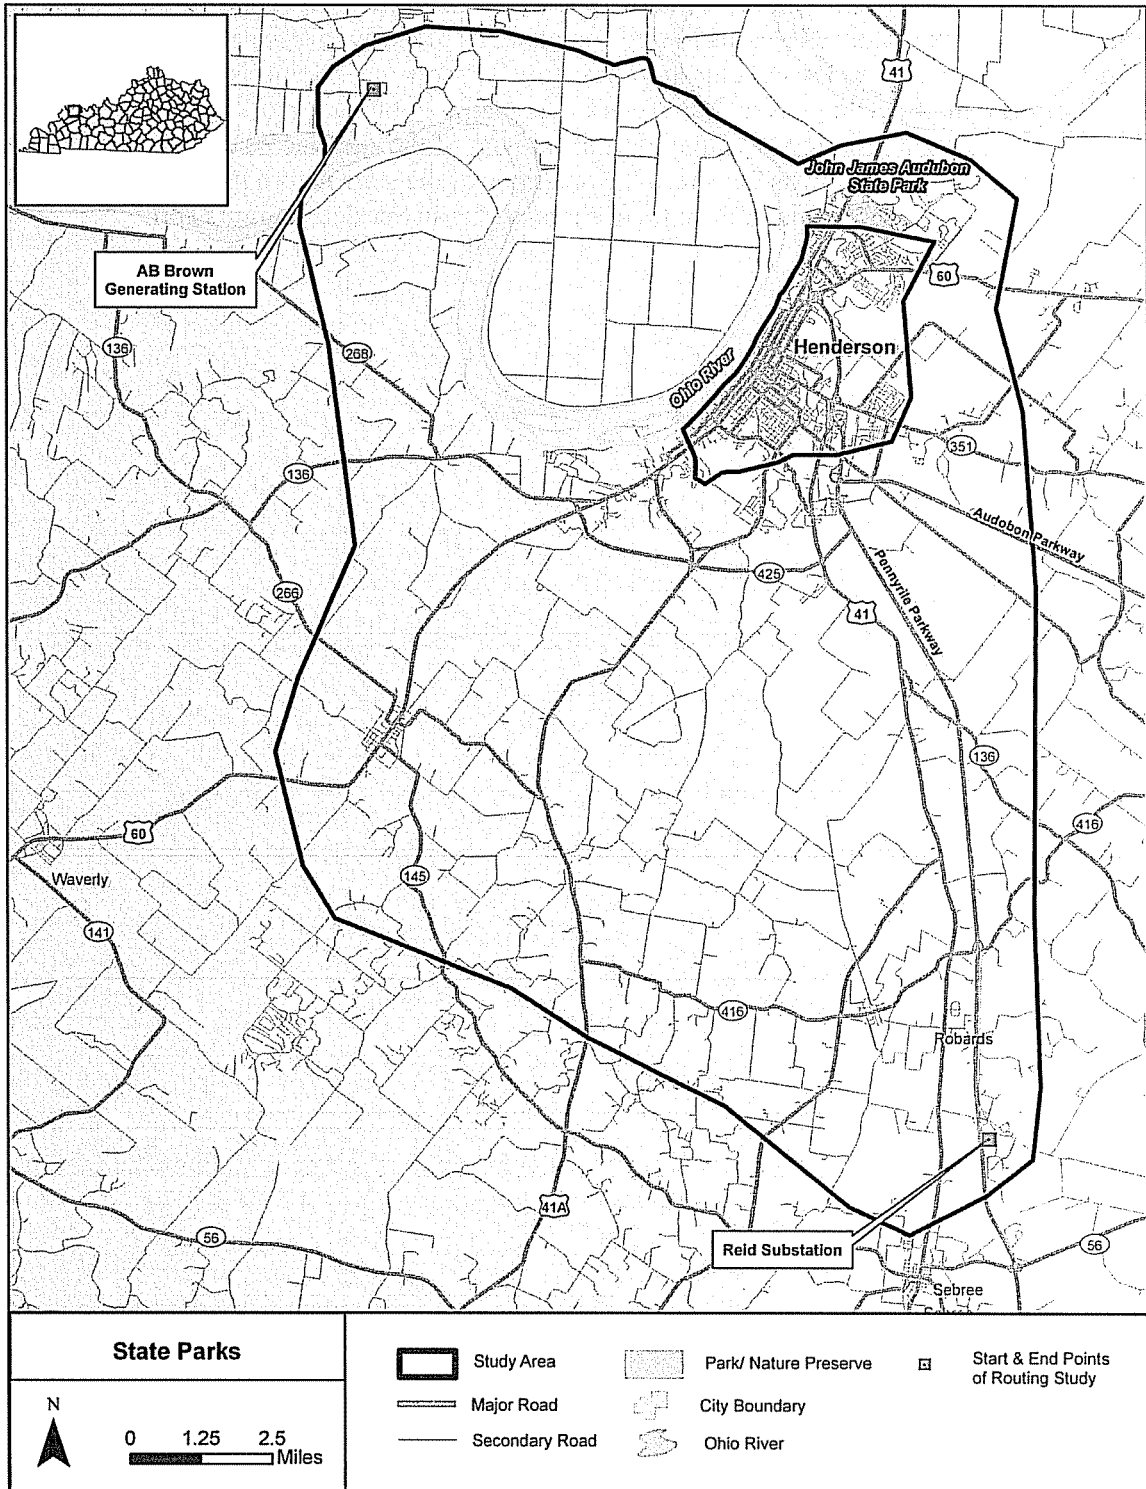 41
John James Audubon
State Park
AB Brown
Generating Station
60
136
268
Henderson
Ohio River
351
136
Audobon Parkway
Pennyrile Parkway
425
266
41
136
416
60
Waverly
145
141
416
Robards
41A
Reid Substation
56
56
Sebree
State Parks
N
0 1.25 2.5
Miles
Study Area
Major Road
Secondary Road
Park/ Nature Preserve
City Boundary
Ohio River
Start & End Points
of Routing Study